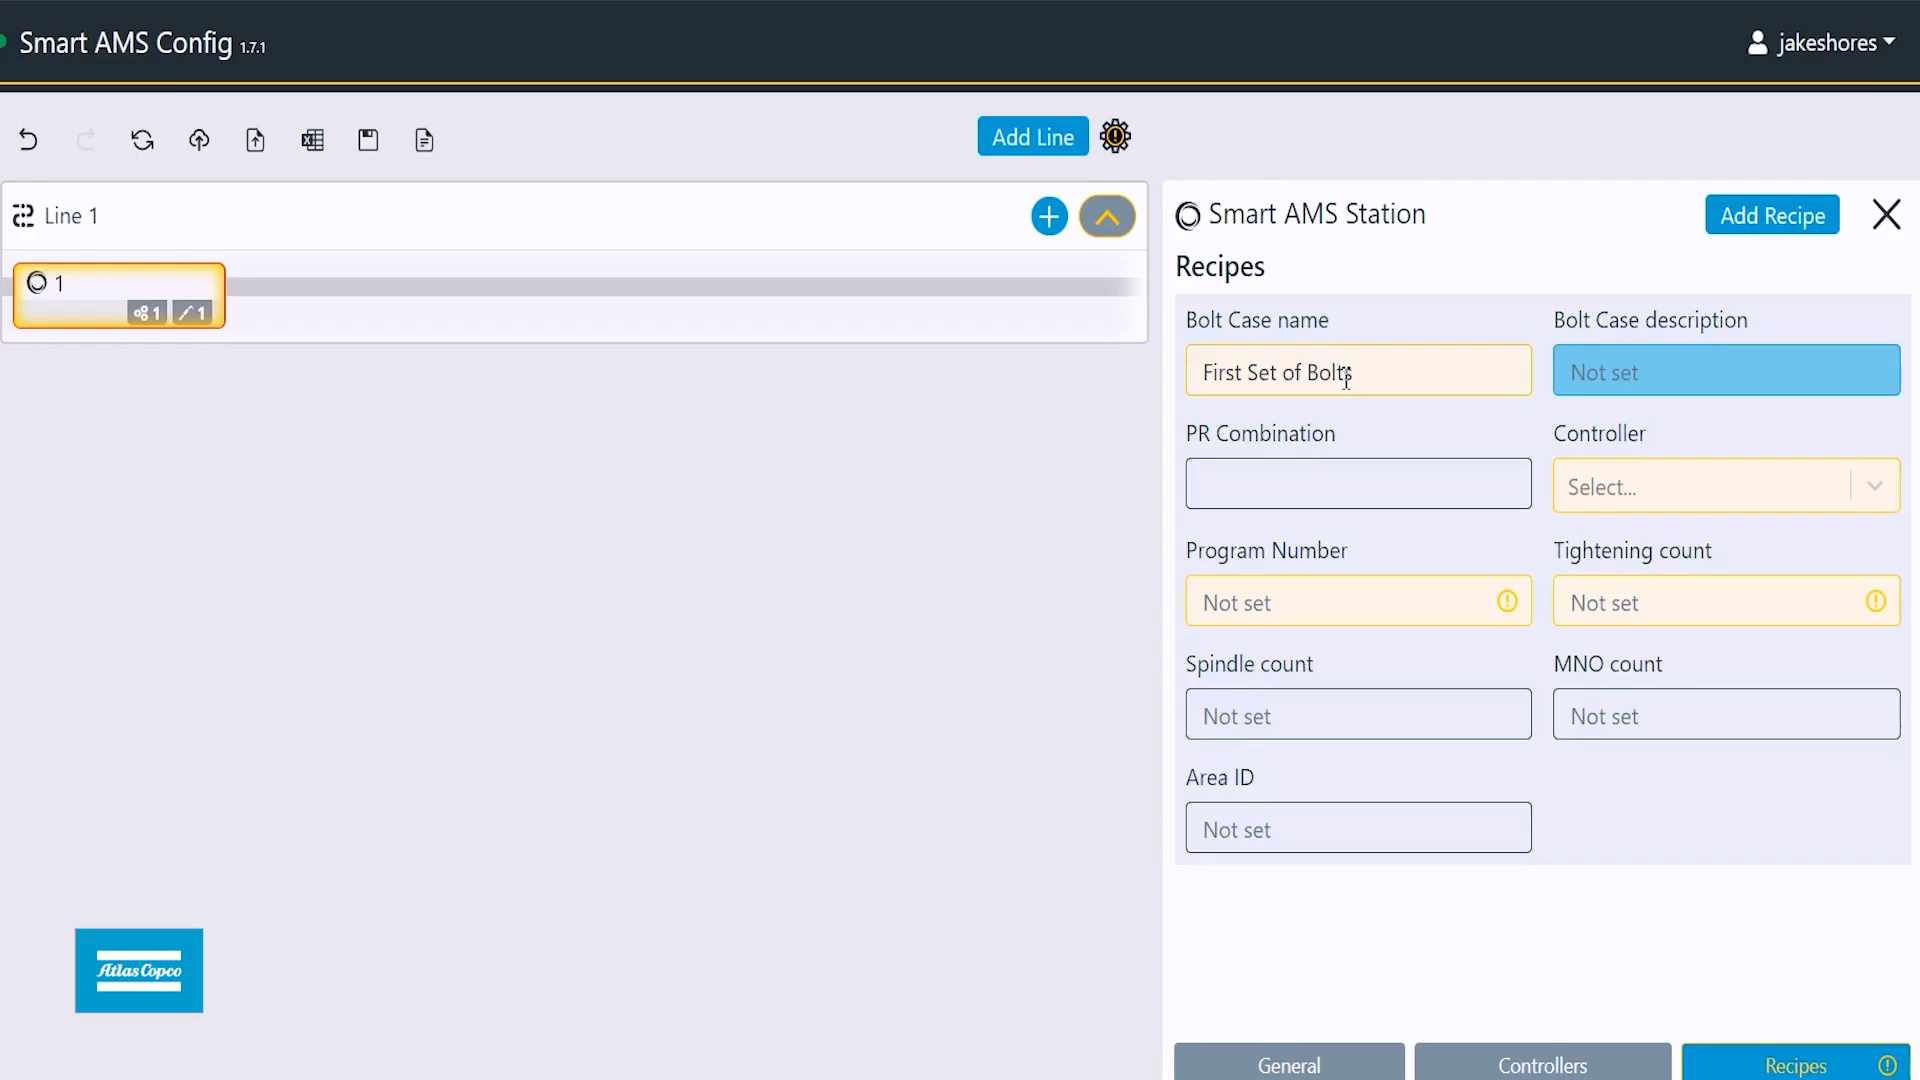 Smart AMS Config 1.7.1
jakeshores
Add Line
Line 1
1
1 1
Smart AMS Station
Add Recipe
Recipes
Bolt Case name
Bolt Case description
First Set of Bolts
Not set
PR Combination
Controller
Select...
Program Number
Tightening count
Not set
Not set
Spindle count
MNO count
Not set
Not set
Area ID
Not set
Atlas Copco
General
Controllers
Recipes